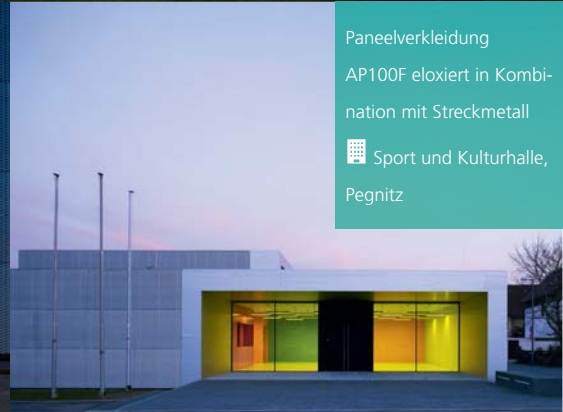 Paneelverkleidung
AP100F eloxiert in Kombi-
nation mit Streckmetall
Sport und Kulturhalle,
Pegnitz